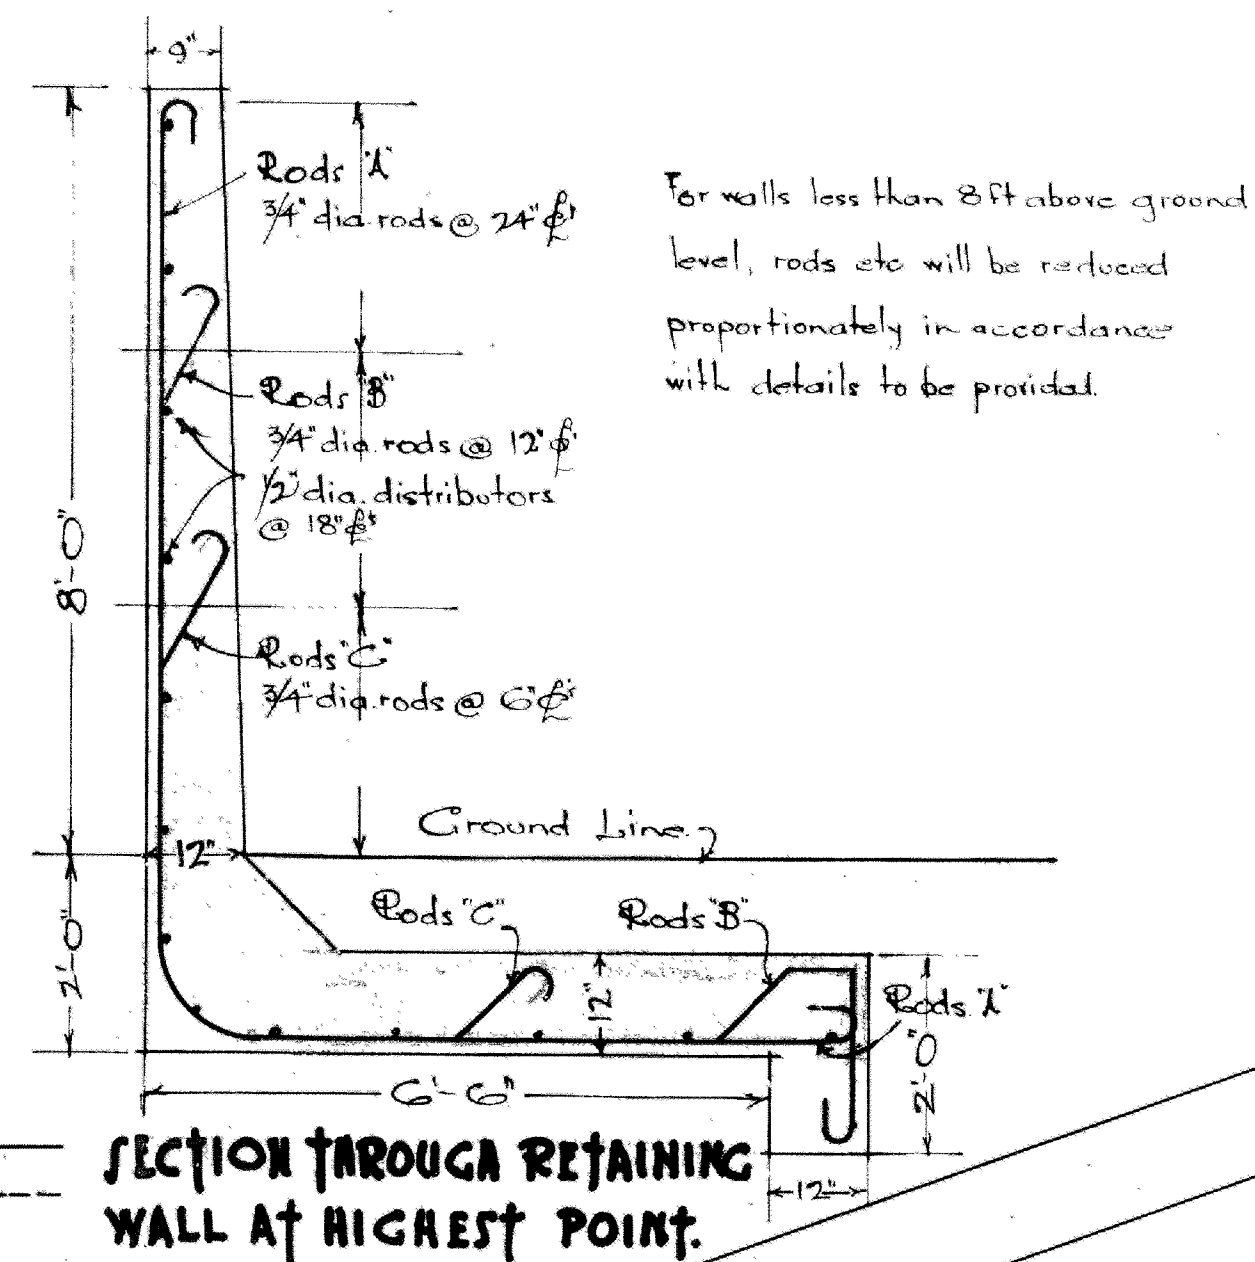 9"
Rods "A"
3/4" dia. rods @ 24" ℄'s
For walls less than 8 ft above ground
level, rods etc will be reduced
proportionately in accordance
with details to be provided.
Rods "B"
3/4" dia. rods @ 12" ℄'s
1/2" dia. distributors
@ 18" ℄'s
8'-0"
Rods "C"
3/4" dia. rods @ 6" ℄'s
Ground Line
12"
Rods "C"
Rods "B"
2'-0"
12"
Rods "A"
2'-0"
6'-6"
12"
SECTION THROUGH RETAINING
WALL AT HIGHEST POINT.